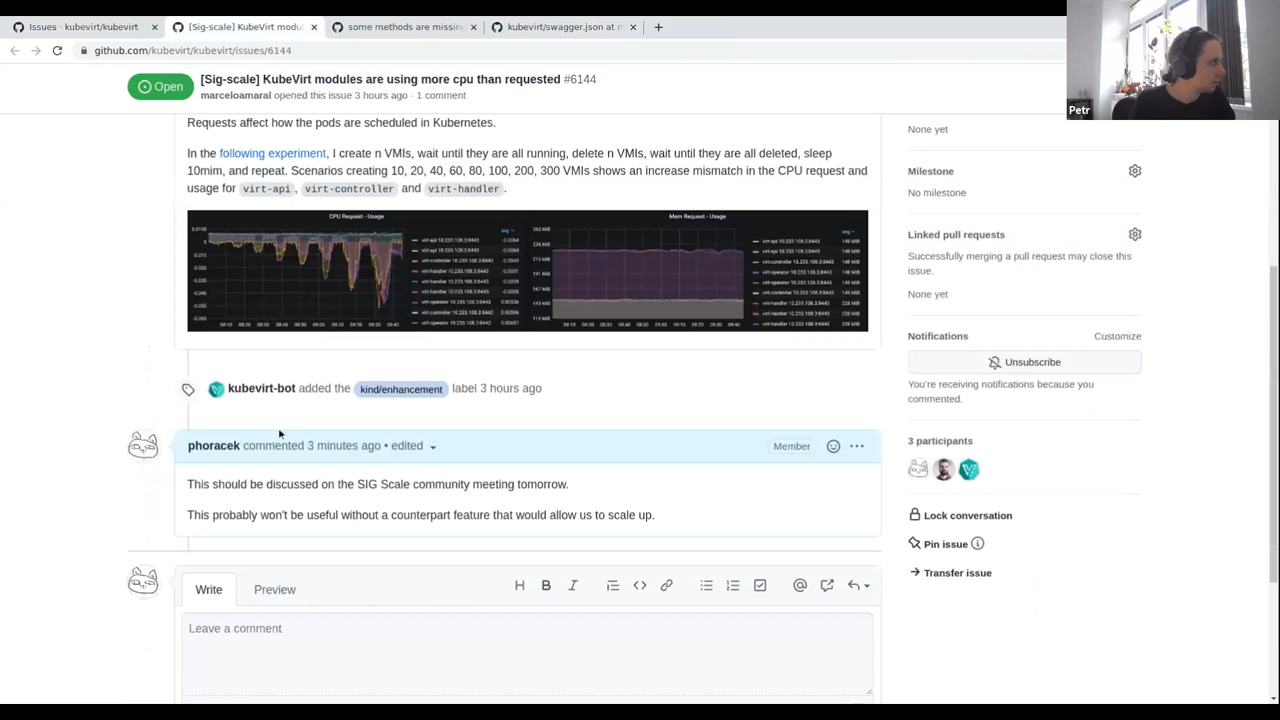 Issues · kubevirt/kubevirt
[Sig-scale] KubeVirt modul
some methods are missing
kubevirt/swagger.json at m
github.com/kubevirt/kubevirt/issues/6144
Petr
Open
[Sig-scale] KubeVirt modules are using more cpu than requested #6144
marceloamaral opened this issue 3 hours ago · 1 comment
Requests affect how the pods are scheduled in Kubernetes.
In the following experiment, I create n VMIs, wait until they are all running, delete n VMIs, wait until they are all deleted, sleep
10mim, and repeat. Scenarios creating 10, 20, 40, 60, 80, 100, 200, 300 VMIs shows an increase mismatch in the CPU request and
usage for virt-api, virt-controller and virt-handler.
CPU Request - Usage
Mem Request - Usage
kubevirt-bot added the kind/enhancement label 3 hours ago
phoracek commented 3 minutes ago • edited
Member
This should be discussed on the SIG Scale community meeting tomorrow.
This probably won't be useful without a counterpart feature that would allow us to scale up.
Write
Preview
Leave a comment
None yet
Milestone
No milestone
Linked pull requests
Successfully merging a pull request may close this
issue.
None yet
Notifications
Customize
Unsubscribe
You're receiving notifications because you
commented.
3 participants
Lock conversation
Pin issue
Transfer issue